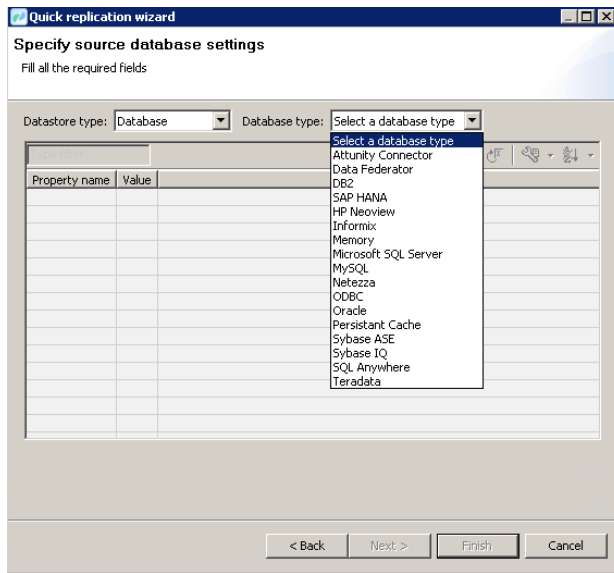 Quick replication wizard
Specify source database settings
Fill all the required fields
Datastore type: Database Database type: Select a database type
Select a database type
Attunity Connector
Data Federator
DB2
SAP HANA
HP Neoview
Informix
Memory
Microsoft SQL Server
MySQL
Netezza
ODBC
Oracle
Persistant Cache
Sybase ASE
Sybase IQ
SQL Anywhere
Teradata
Property name Value
< Back Next > Finish Cancel